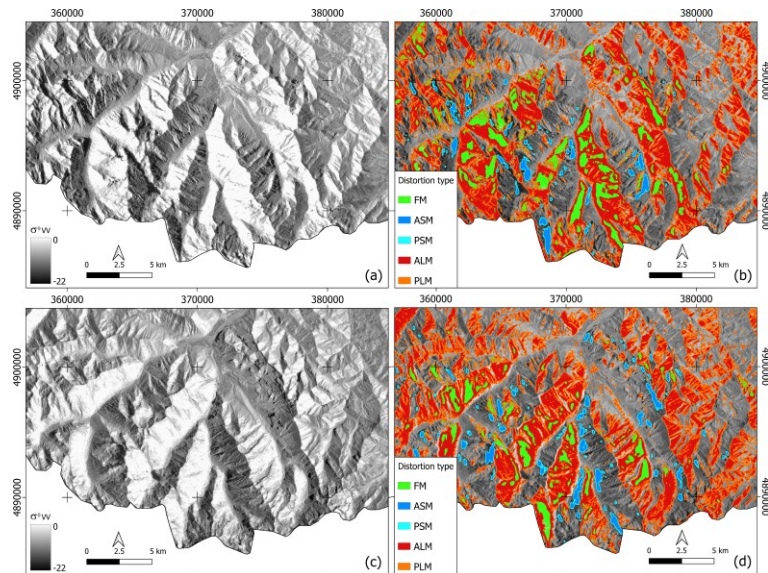 360000 370000 380000
360000 370000 380000
4900000
4890000
4900000
4890000
σ°vv
0
-22
0 2.5 5 km
(a)
Distortion type
FM
ASM
PSM
ALM
PLM
0 2.5 5 km
(b)
360000 370000 380000
360000 370000 380000
4900000
4890000
4900000
4890000
σ°vv
0
-22
0 2.5 5 km
(c)
Distortion type
FM
ASM
PSM
ALM
PLM
0 2.5 5 km
(d)